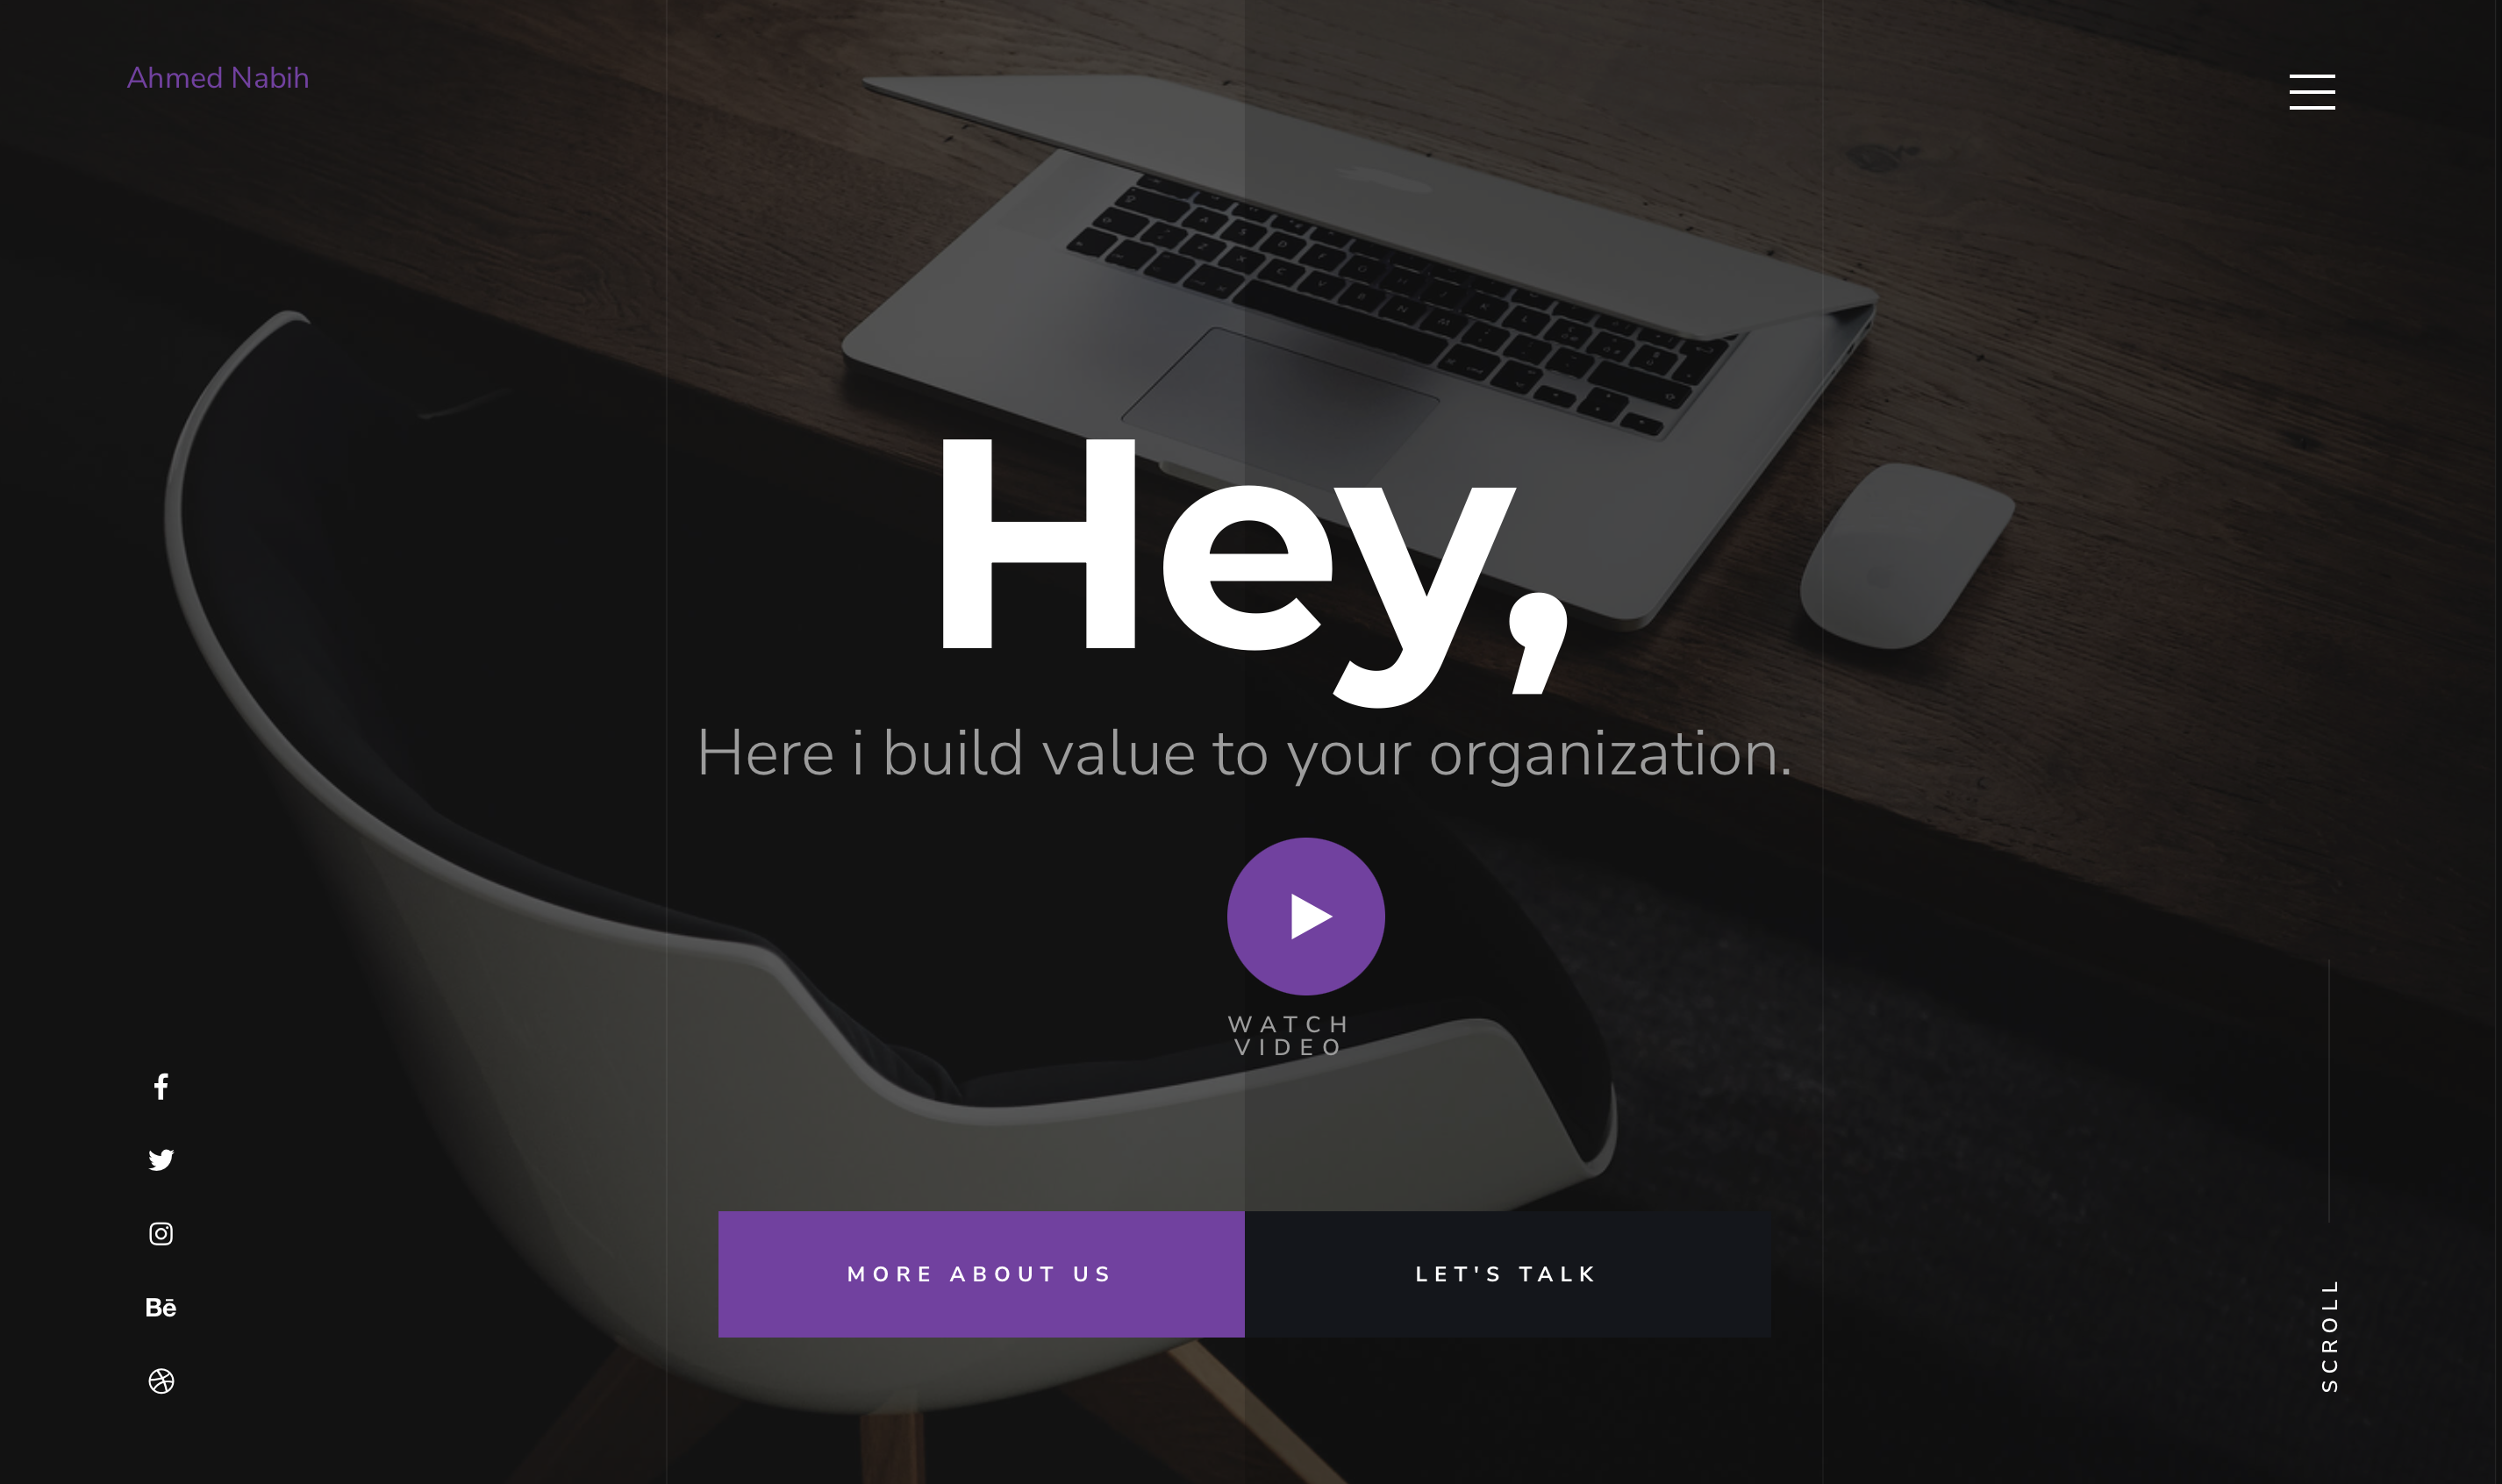 Ahmed Nabih
Hey,
Here i build value to your organization.
WATCH
VIDEO
Bē
MORE ABOUT US
LET'S TALK
SCROLL